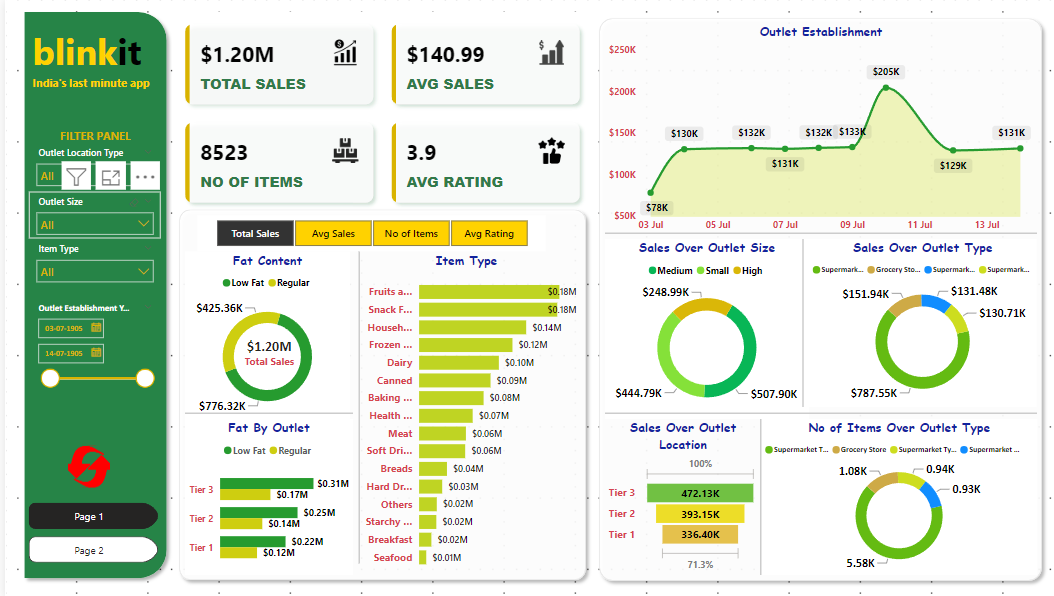 blinkit
India's last minute app
FILTER PANEL
Outlet Location Type
All
Outlet Size
All
Item Type
All
Outlet Establishment Y...
03-07-1905
14-07-1905
Page 1
Page 2
$1.20M
TOTAL SALES
$140.99
AVG SALES
8523
NO OF ITEMS
3.9
AVG RATING
Total Sales Avg Sales No of Items Avg Rating
Fat Content
Low Fat Regular
$425.36K
$1.20M
Total Sales
$776.32K
Fat By Outlet
Low Fat Regular
Tier 3 $0.31M
$0.17M
Tier 2 $0.25M
$0.14M
Tier 1 $0.22M
$0.12M
Item Type
Fruits a... $0.18M
Snack F... $0.18M
Househ... $0.14M
Frozen ... $0.12M
Dairy $0.10M
Canned $0.09M
Baking ... $0.08M
Health ... $0.07M
Meat $0.06M
Soft Dri... $0.06M
Breads $0.04M
Hard Dr... $0.03M
Others $0.02M
Starchy ... $0.02M
Breakfast $0.02M
Seafood $0.01M
Outlet Establishment
$250K
$200K
$150K
$100K
$50K
$78K
$130K
$132K
$131K
$132K
$133K
$205K
$129K
$131K
03 Jul 05 Jul 07 Jul 09 Jul 11 Jul 13 Jul
Sales Over Outlet Size
Medium Small High
$248.99K
$444.79K
$507.90K
Sales Over Outlet Type
Supermark... Grocery Sto... Supermark... Supermark...
$151.94K
$131.48K
$130.71K
$787.55K
Sales Over Outlet
Location
100%
Tier 3 472.13K
Tier 2 393.15K
Tier 1 336.40K
71.3%
No of Items Over Outlet Type
Supermarket T... Grocery Store Supermarket Ty... Supermarket ...
1.08K
0.94K
0.93K
5.58K